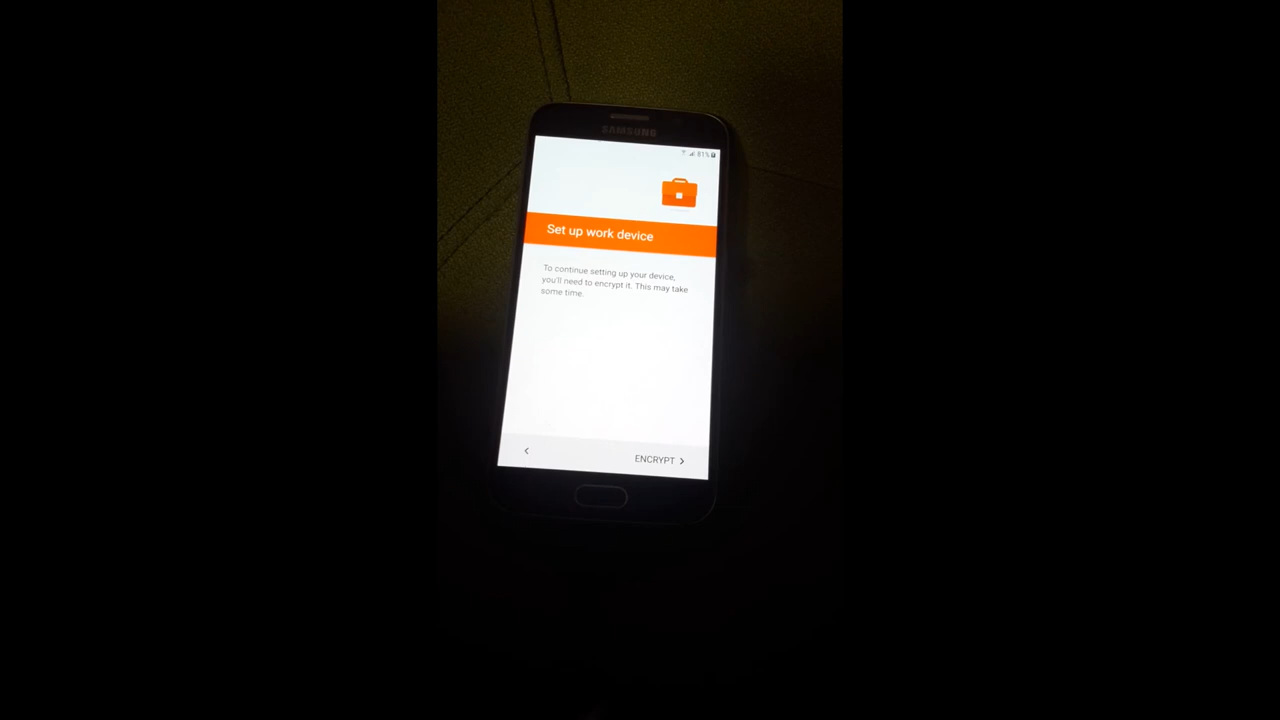 SAMSUNG
81%
Set up work device
To continue setting up your device,
you'll need to encrypt it. This may take
some time.
ENCRYPT